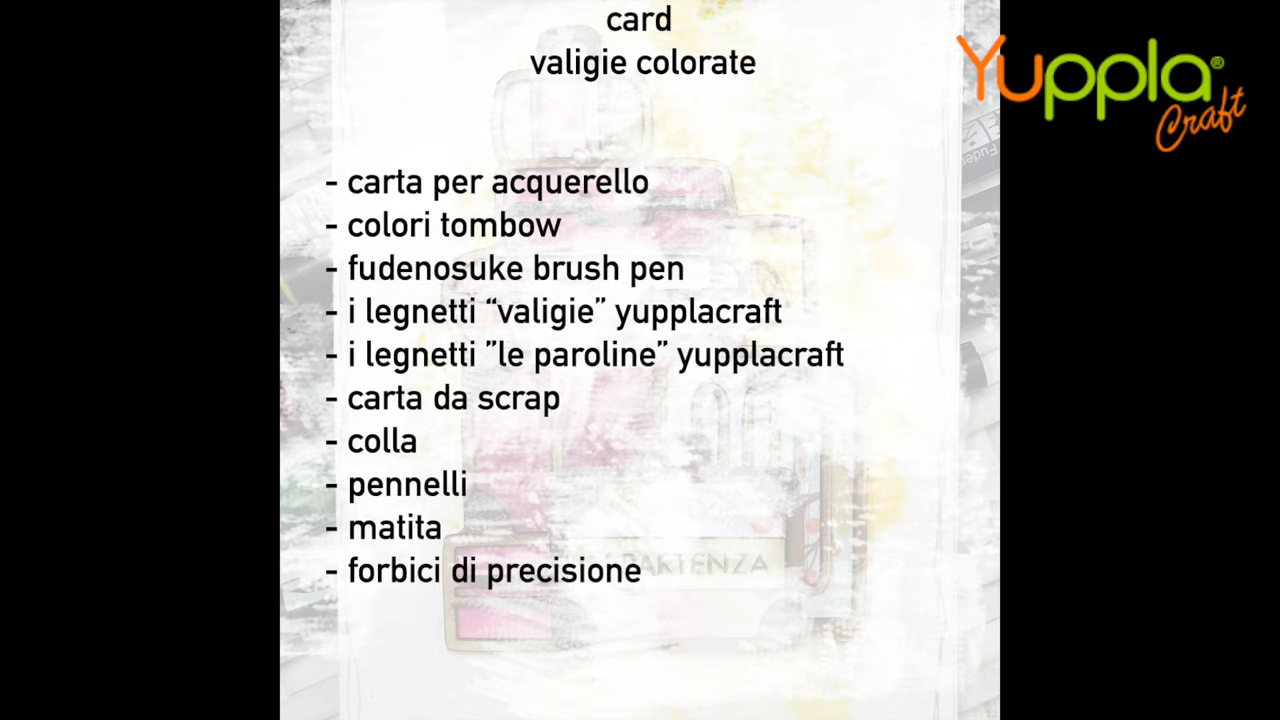 card
valigie colorate
Yuppla®
Craft
- carta per acquerello
- colori tombow
- fudenosuke brush pen
- i legnetti “valigie” yupplacraft
- i legnetti ”le paroline” yupplacraft
- carta da scrap
- colla
- pennelli
- matita
- forbici di precisione
PARTENZA